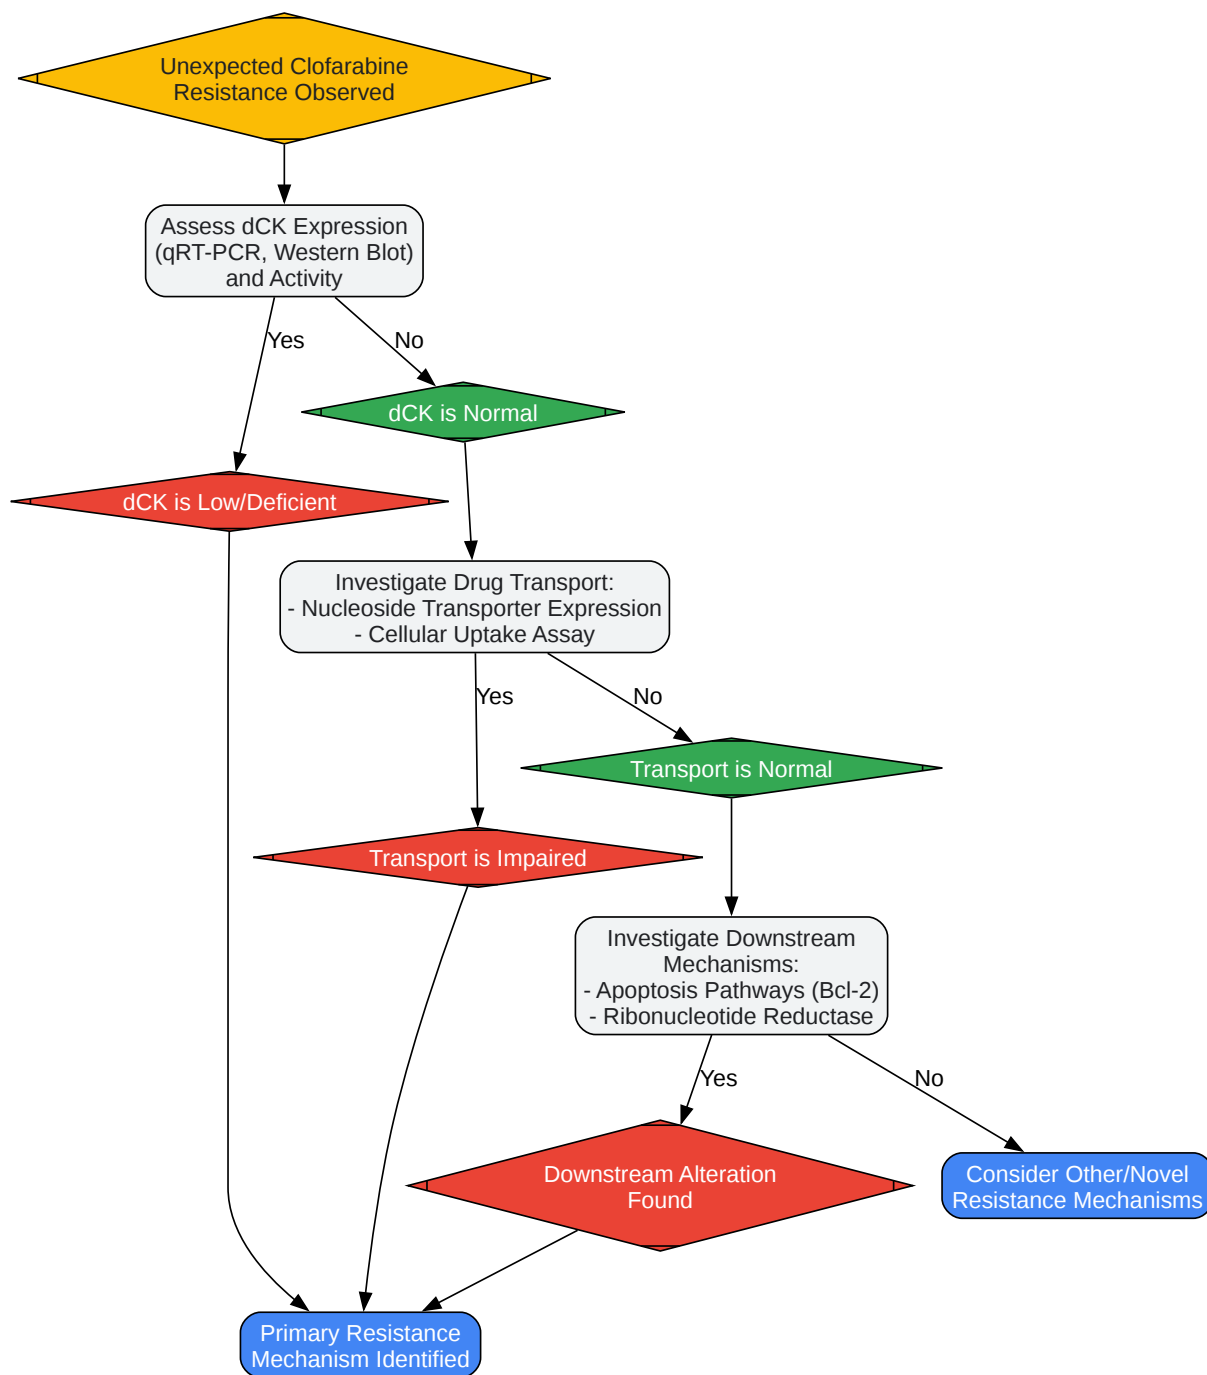 Unexpected Clofarabine
Resistance Observed
Assess dCK Expression
(qRT-PCR, Western Blot)
and Activity
Yes
No
dCK is Normal
dCK is Low/Deficient
Investigate Drug Transport:
- Nucleoside Transporter Expression
- Cellular Uptake Assay
Yes
No
Transport is Normal
Transport is Impaired
Investigate Downstream
Mechanisms:
- Apoptosis Pathways (Bcl-2)
- Ribonucleotide Reductase
Yes
No
Downstream Alteration
Found
Consider Other/Novel
Resistance Mechanisms
Primary Resistance
Mechanism Identified